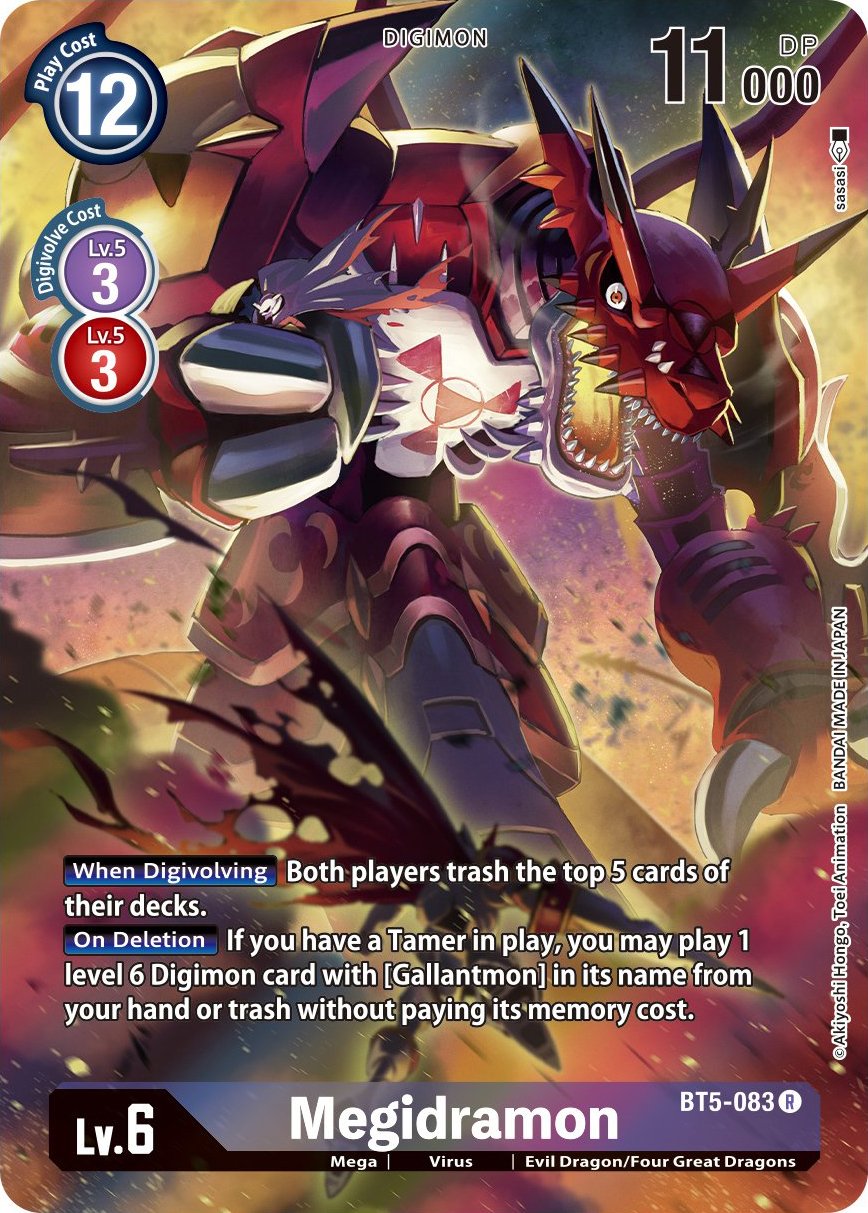 DIGIMON
Play Cost
12
11000
DP
sasasi
Digivolve Cost
Lv.5
3
Lv.5
3
When Digivolving Both players trash the top 5 cards of
their decks.
On Deletion If you have a Tamer in play, you may play 1
level 6 Digimon card with [Gallantmon] in its name from
your hand or trash without paying its memory cost.
©Akiyoshi Hongo, Toei Animation BANDAI MADE IN JAPAN
BT5-083 R
Lv.6
Megidramon
Mega | Virus | Evil Dragon/Four Great Dragons